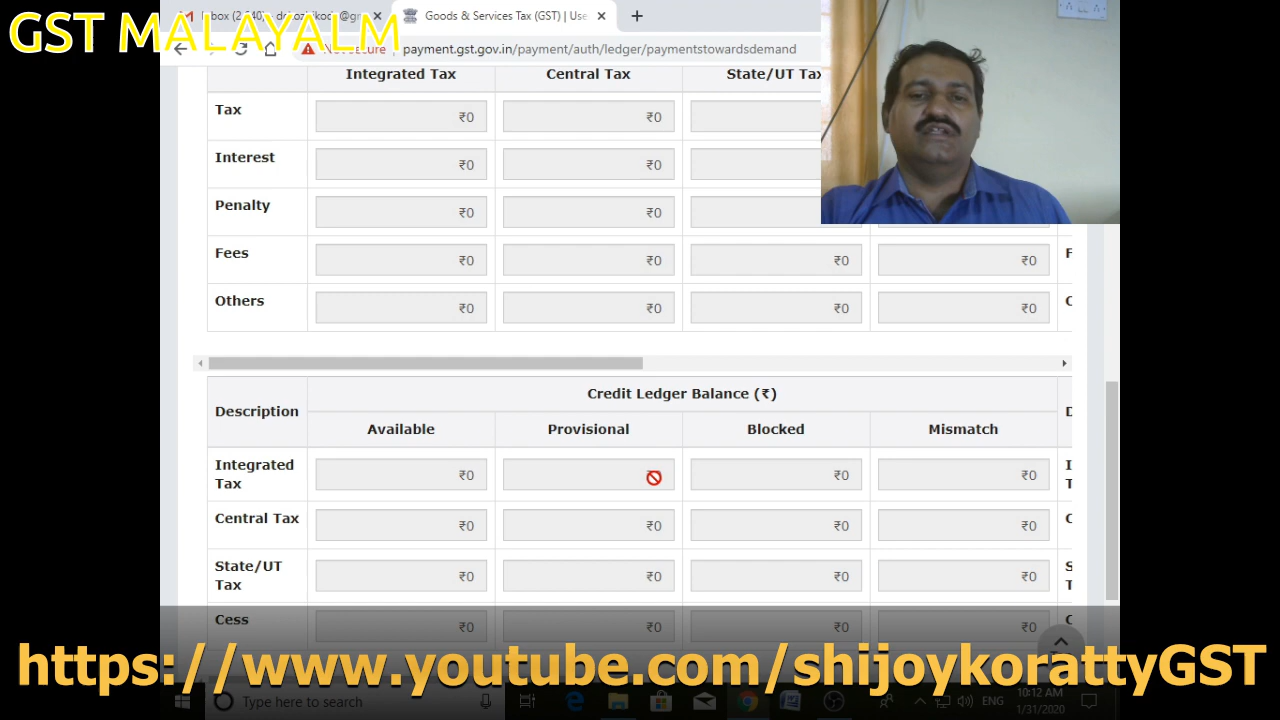 GST MALAYALM
Goods & Services Tax (GST) | Use
Not secure | payment.gst.gov.in/payment/auth/ledger/paymentstowardsdemand
Integrated Tax Central Tax State/UT Tax
Tax ₹0 ₹0
Interest ₹0 ₹0
Penalty ₹0 ₹0
Fees ₹0 ₹0 ₹0 ₹0 F
Others ₹0 ₹0 ₹0 ₹0
Credit Ledger Balance (₹)
Description
Available Provisional Blocked Mismatch
Integrated Tax ₹0 ₹0 ₹0
Central Tax ₹0 ₹0 ₹0 ₹0
State/UT Tax ₹0 ₹0 ₹0 ₹0
Cess ₹0 ₹0 ₹0 ₹0
https://www.youtube.com/shijoykorattyGST
Type here to search
ENG
10:12 AM
1/31/2020